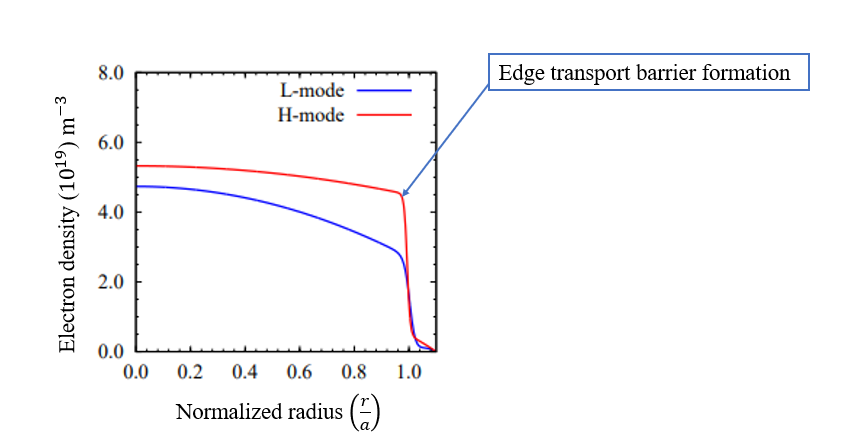 Edge transport barrier formation
8.0
L-mode
H-mode
6.0
4.0
2.0
0.0
0.0 0.2 0.4 0.6 0.8 1.0
Electron density (10¹⁹) m⁻³
Normalized radius (r/a)